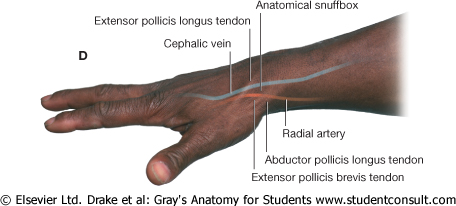 Anatomical snuffbox
Extensor pollicis longus tendon
Cephalic vein
D
Radial artery
Abductor pollicis longus tendon
Extensor pollicis brevis tendon
© Elsevier Ltd. Drake et al: Gray's Anatomy for Students www.studentconsult.com